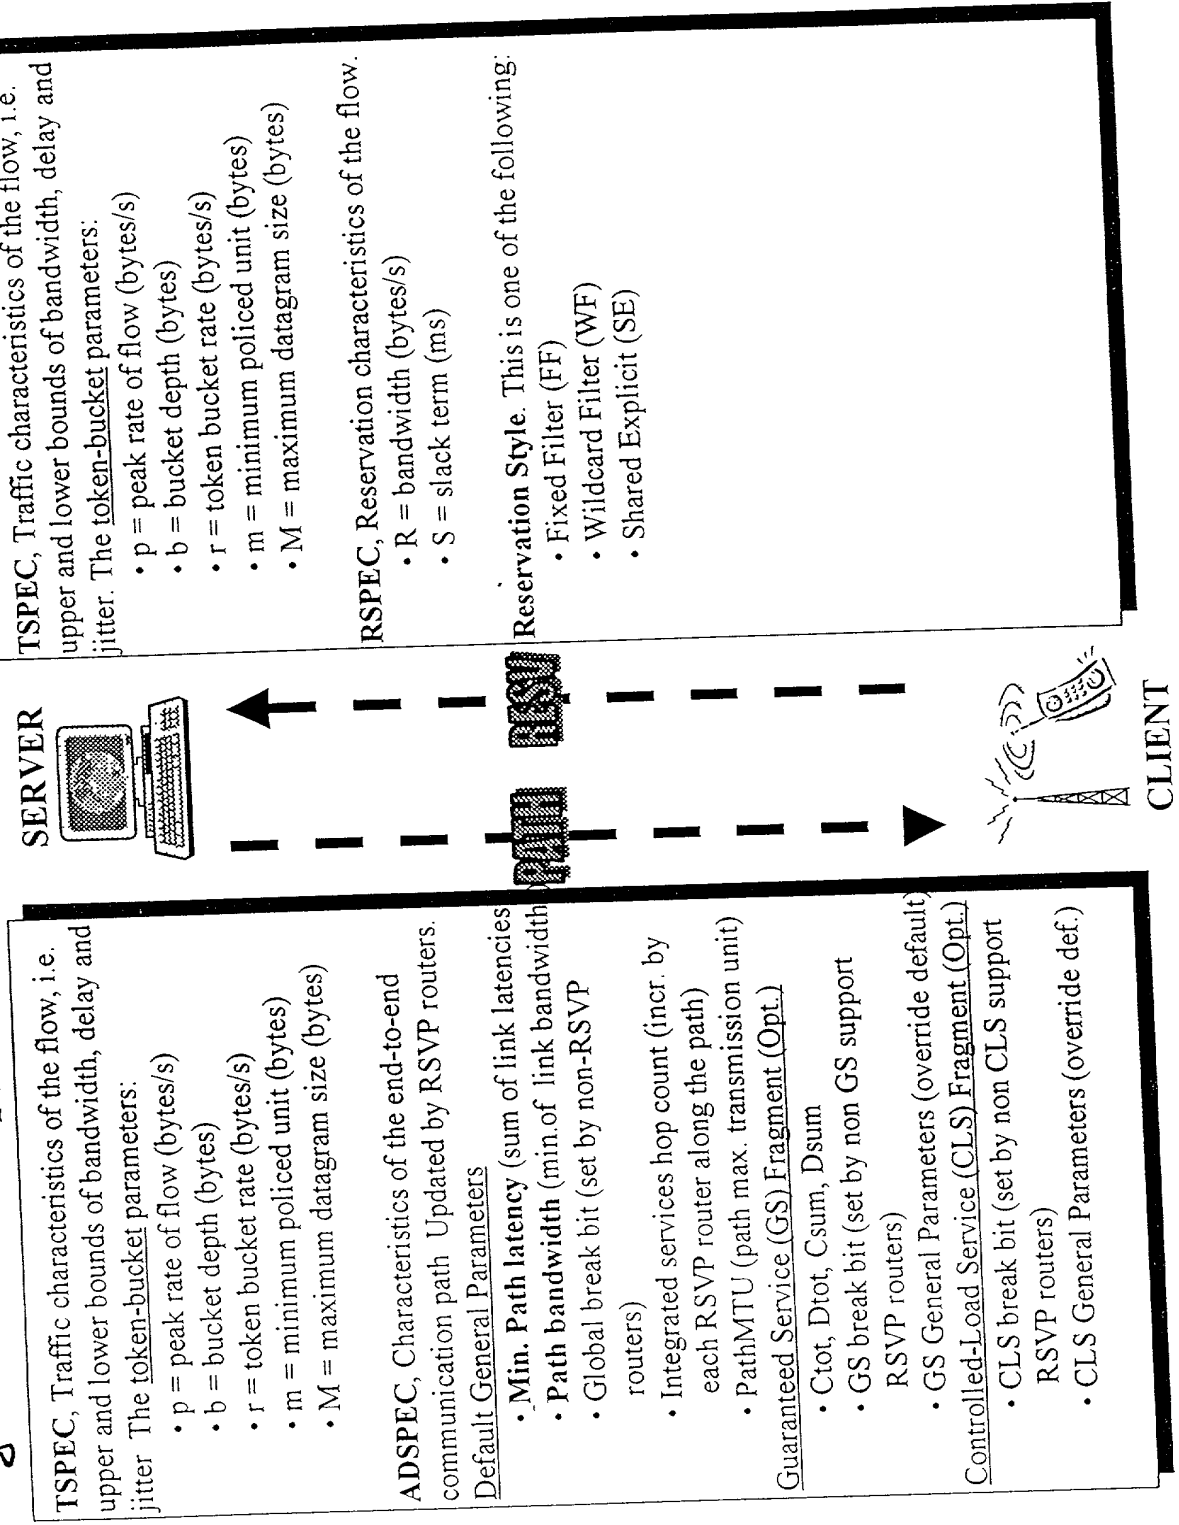 TSPEC, Traffic characteristics of the flow, i.e.
upper and lower bounds of bandwidth, delay and
jitter The token-bucket parameters:
• p = peak rate of flow (bytes/s)
• b = bucket depth (bytes)
• r = token bucket rate (bytes/s)
• m = minimum policed unit (bytes)
• M = maximum datagram size (bytes)
ADSPEC, Characteristics of the end-to-end
communication path Updated by RSVP routers.
Default General Parameters
• Min. Path latency (sum of link latencies
• Path bandwidth (min.of link bandwidth
• Global break bit (set by non-RSVP
routers)
• Integrated services hop count (incr. by
each RSVP router along the path)
• PathMTU (path max. transmission unit)
Guaranteed Service (GS) Fragment (Opt.)
• Ctot, Dtot, Csum, Dsum
• GS break bit (set by non GS support
RSVP routers)
• GS General Parameters (override default)
Controlled-Load Service (CLS) Fragment (Opt.)
• CLS break bit (set by non CLS support
RSVP routers)
• CLS General Parameters (override def.)
SERVER
PATH
RESV
CLIENT
TSPEC, Traffic characteristics of the flow, i.e.
upper and lower bounds of bandwidth, delay and
jitter. The token-bucket parameters:
• p = peak rate of flow (bytes/s)
• b = bucket depth (bytes)
• r = token bucket rate (bytes/s)
• m = minimum policed unit (bytes)
• M = maximum datagram size (bytes)
RSPEC, Reservation characteristics of the flow.
• R = bandwidth (bytes/s)
• S = slack term (ms)
Reservation Style. This is one of the following:
• Fixed Filter (FF)
• Wildcard Filter (WF)
• Shared Explicit (SE)